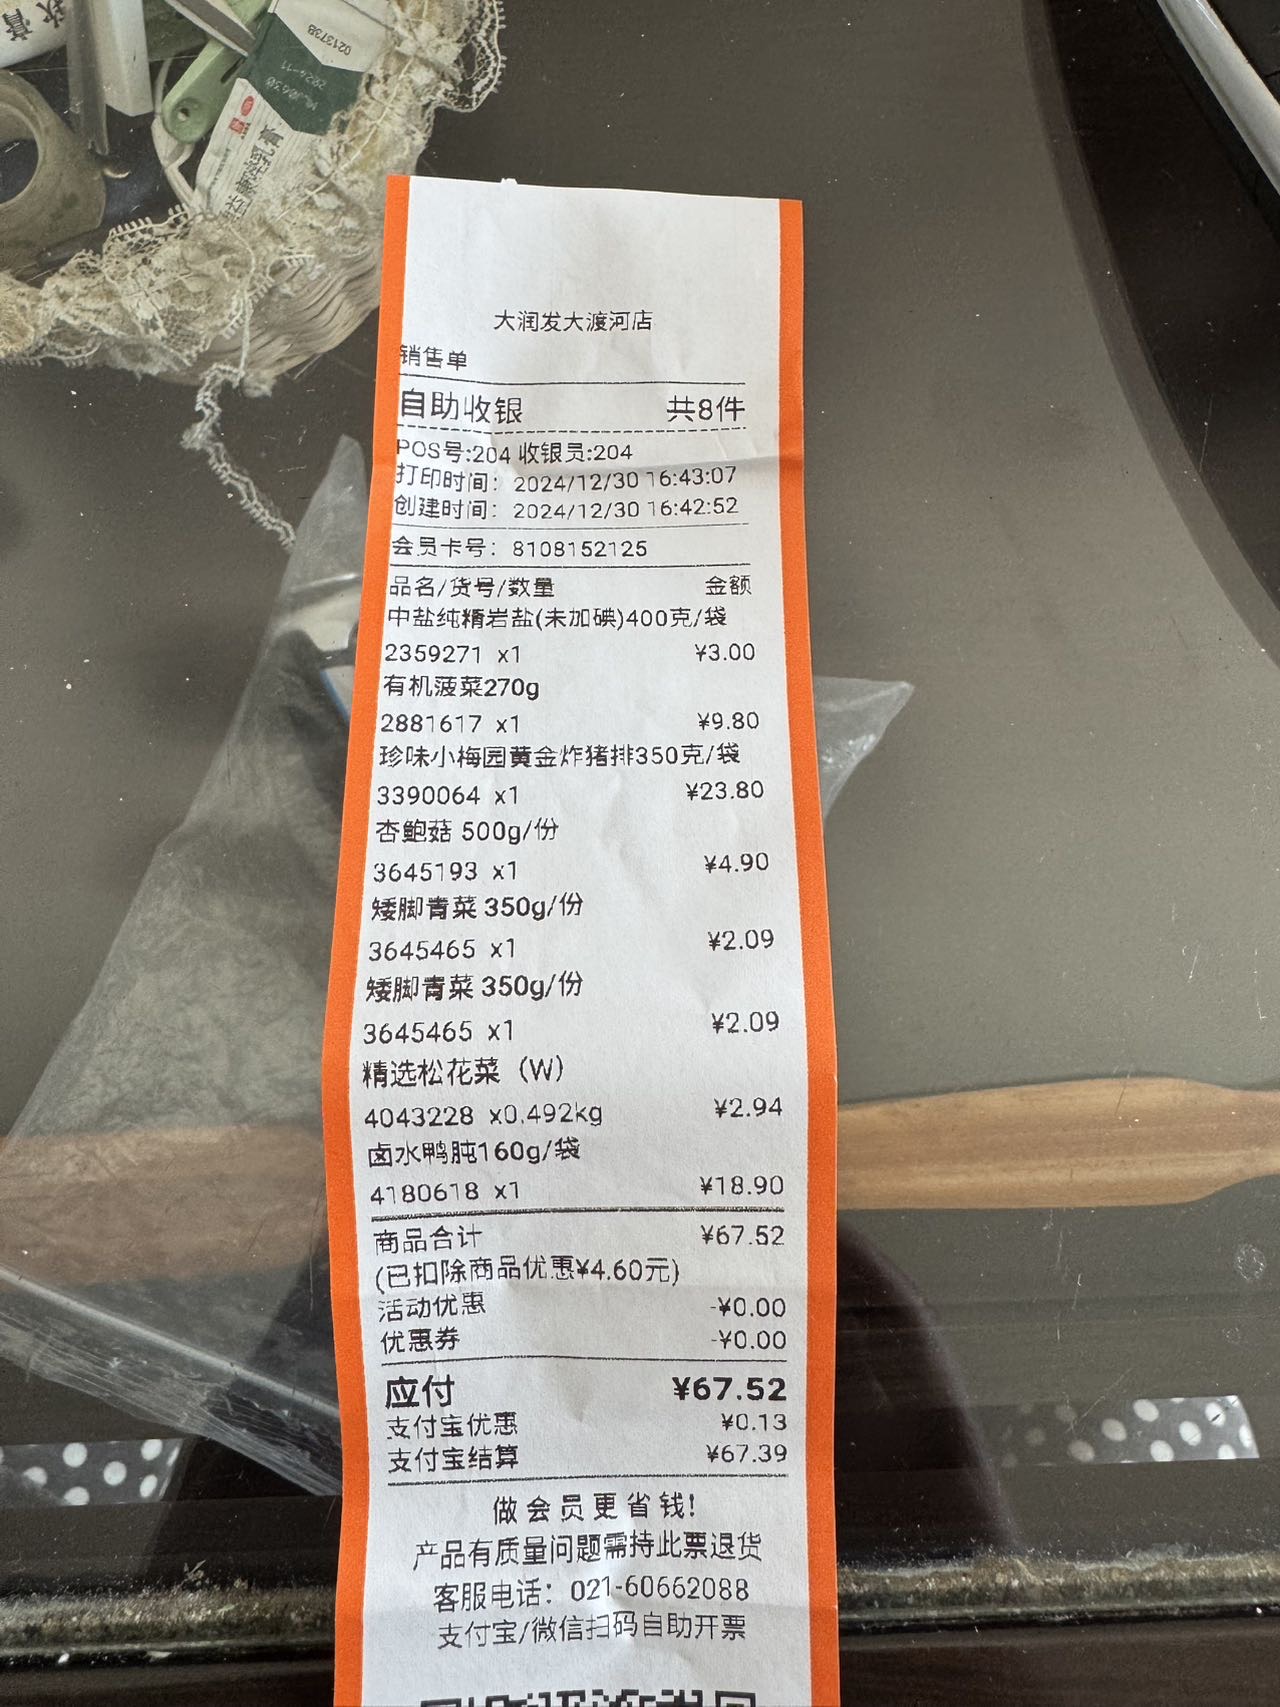 大润发大渡河店
销售单
自助收银 共8件
POS号:204 收银员:204
打印时间：2024/12/30 16:43:07
创建时间：2024/12/30 16:42:52
会员卡号：8108152125
品名/货号/数量 金额
中盐纯精岩盐(未加碘)400克/袋
2359271 x1 ¥3.00
有机菠菜270g
2881617 x1 ¥9.80
珍味小梅园黄金炸猪排350克/袋
3390064 x1 ¥23.80
杏鲍菇 500g/份
3645193 x1 ¥4.90
矮脚青菜 350g/份
3645465 x1 ¥2.09
矮脚青菜 350g/份
3645465 x1 ¥2.09
精选松花菜（W）
4043228 x0.492kg ¥2.94
卤水鸭肫160g/袋
4180618 x1 ¥18.90
商品合计 ¥67.52
(已扣除商品优惠¥4.60元)
活动优惠 -¥0.00
优惠券 -¥0.00
应付 ¥67.52
支付宝优惠 ¥0.13
支付宝结算 ¥67.39
做会员更省钱!
产品有质量问题需持此票退货
客服电话：021-60662088
支付宝/微信扫码自助开票
021373B
2024-11
乳膏
膏